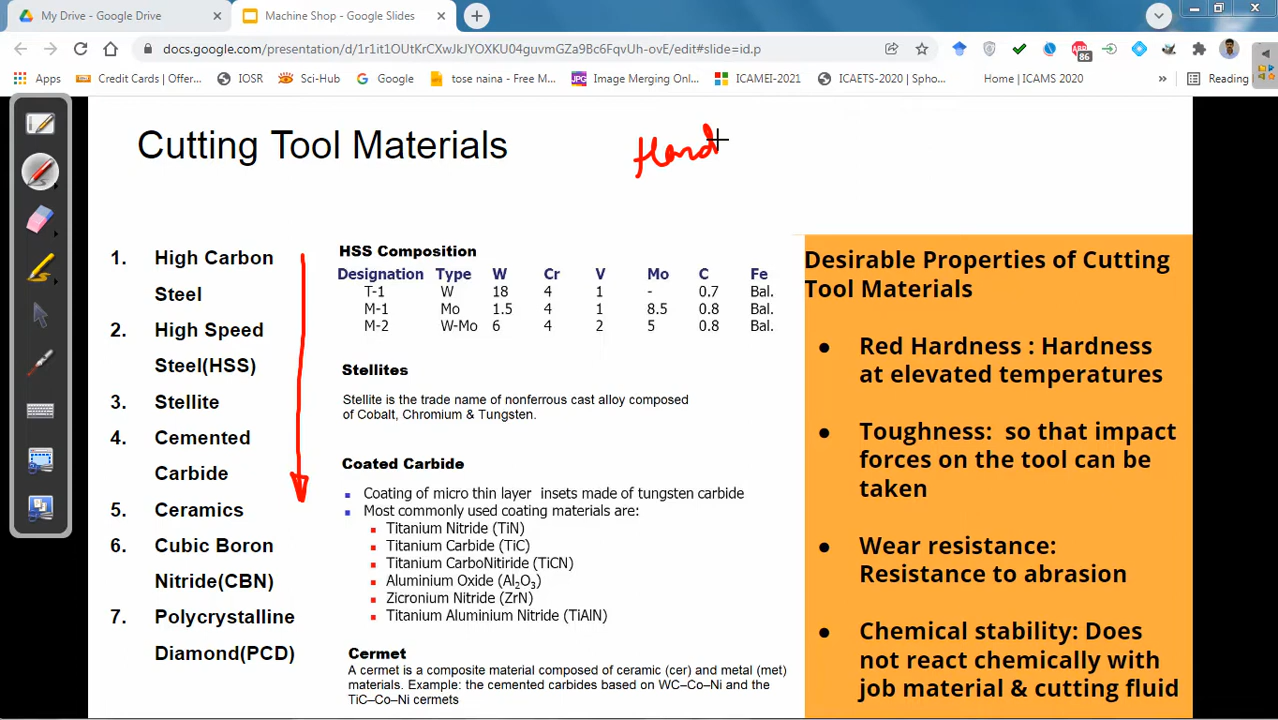 My Drive - Google Drive
Machine Shop - Google Slides
docs.google.com/presentation/d/1r1it1OUtKrCXwJkJYOXKU04guvmGZa9Bc6FqvUh-ovE/edit#slide=id.p
86
Apps
Credit Cards | Offer...
IOSR
Sci-Hub
Google
tose naina - Free M...
JPG
Image Merging Onl...
ICAMEI-2021
ICAETS-2020 | Spho...
Home | ICAMS 2020
»
Reading
Cutting Tool Materials
Hard
1. High Carbon
Steel
2. High Speed
Steel(HSS)
3. Stellite
4. Cemented
Carbide
5. Ceramics
6. Cubic Boron
Nitride(CBN)
7. Polycrystalline
Diamond(PCD)
HSS Composition
Designation Type W Cr V Mo C Fe
T-1 W 18 4 1 - 0.7 Bal.
M-1 Mo 1.5 4 1 8.5 0.8 Bal.
M-2 W-Mo 6 4 2 5 0.8 Bal.
Stellites
Stellite is the trade name of nonferrous cast alloy composed
of Cobalt, Chromium & Tungsten.
Coated Carbide
Coating of micro thin layer insets made of tungsten carbide
Most commonly used coating materials are:
Titanium Nitride (TiN)
Titanium Carbide (TiC)
Titanium CarboNitiride (TiCN)
Aluminium Oxide (Al₂O₃)
Zicronium Nitride (ZrN)
Titanium Aluminium Nitride (TiAlN)
Cermet
A cermet is a composite material composed of ceramic (cer) and metal (met)
materials. Example: the cemented carbides based on WC–Co–Ni and the
TiC–Co–Ni cermets
Desirable Properties of Cutting
Tool Materials
● Red Hardness : Hardness
at elevated temperatures
● Toughness: so that impact
forces on the tool can be
taken
● Wear resistance:
Resistance to abrasion
● Chemical stability: Does
not react chemically with
job material & cutting fluid